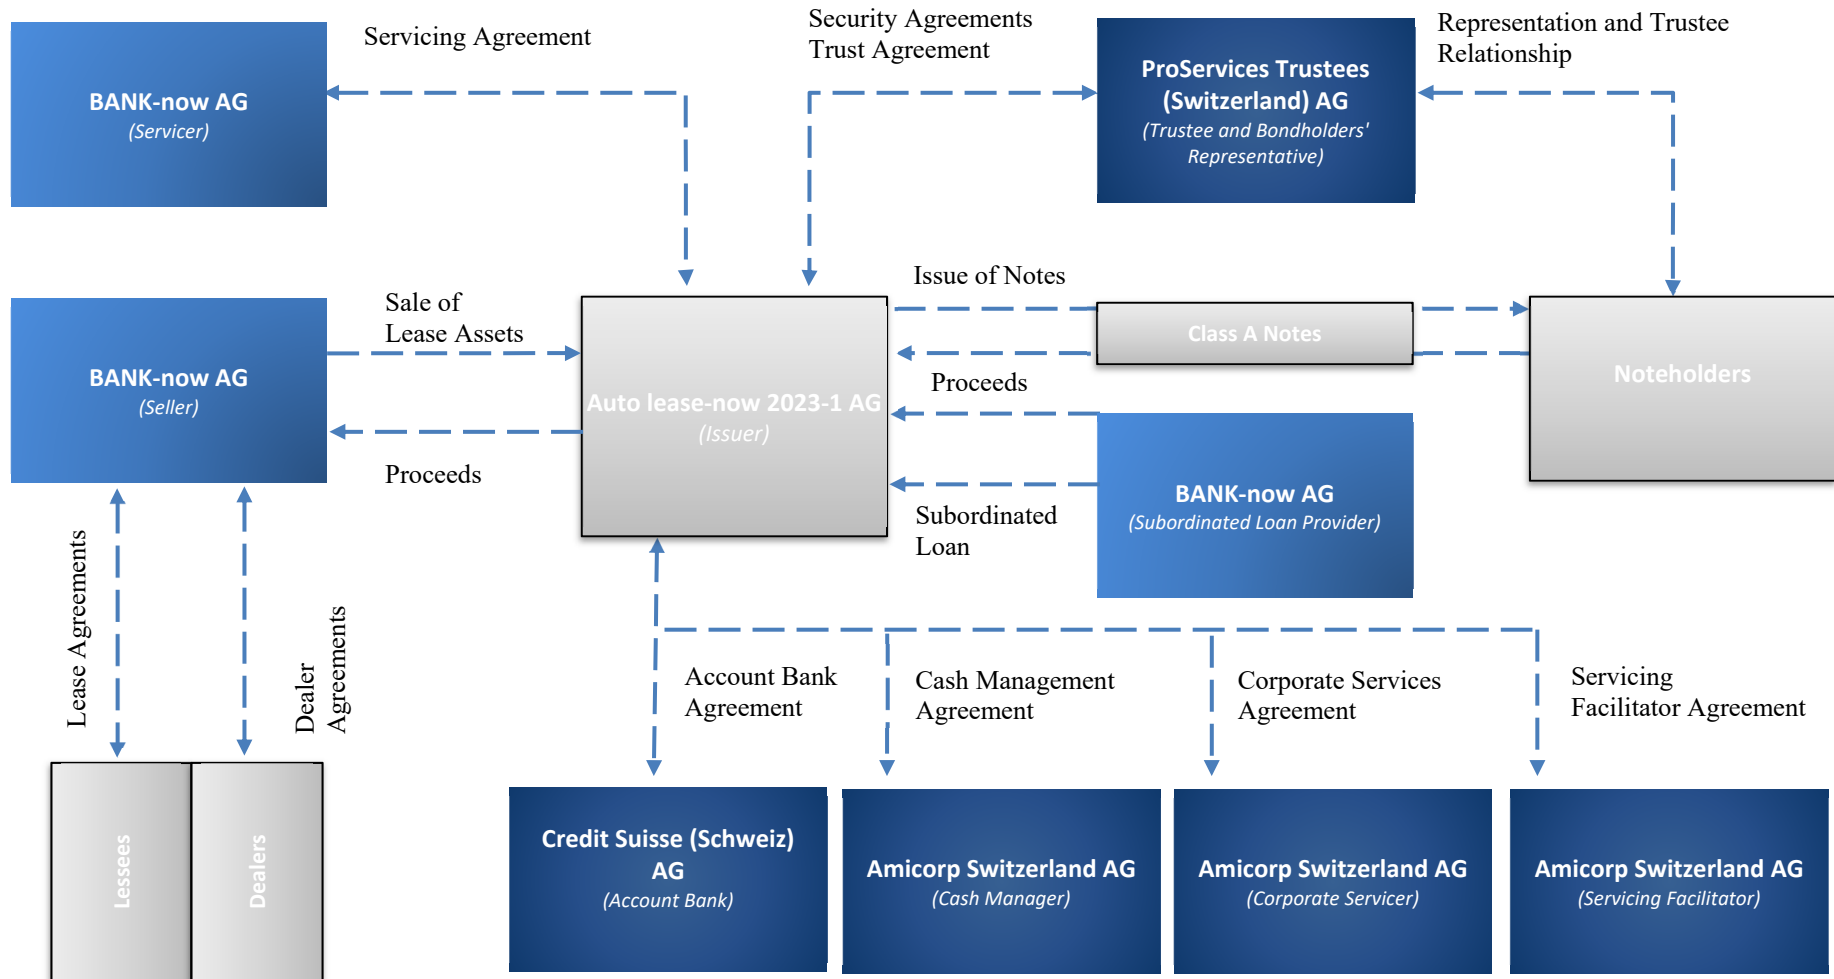 Servicing Agreement
Security Agreements
Trust Agreement
Representation and Trustee
Relationship
BANK-now AG
(Servicer)
ProServices Trustees
(Switzerland) AG
(Trustee and Bondholders'
Representative)
Issue of Notes
Sale of
Lease Assets
Class A Notes
BANK-now AG
(Seller)
Auto lease-now 2023-1 AG
(Issuer)
Proceeds
Noteholders
Proceeds
BANK-now AG
(Subordinated Loan Provider)
Subordinated
Loan
Lease Agreements
Dealer
Agreements
Account Bank
Agreement
Cash Management
Agreement
Corporate Services
Agreement
Servicing
Facilitator Agreement
Lessees
Dealers
Credit Suisse (Schweiz)
AG
(Account Bank)
Amicorp Switzerland AG
(Cash Manager)
Amicorp Switzerland AG
(Corporate Servicer)
Amicorp Switzerland AG
(Servicing Facilitator)